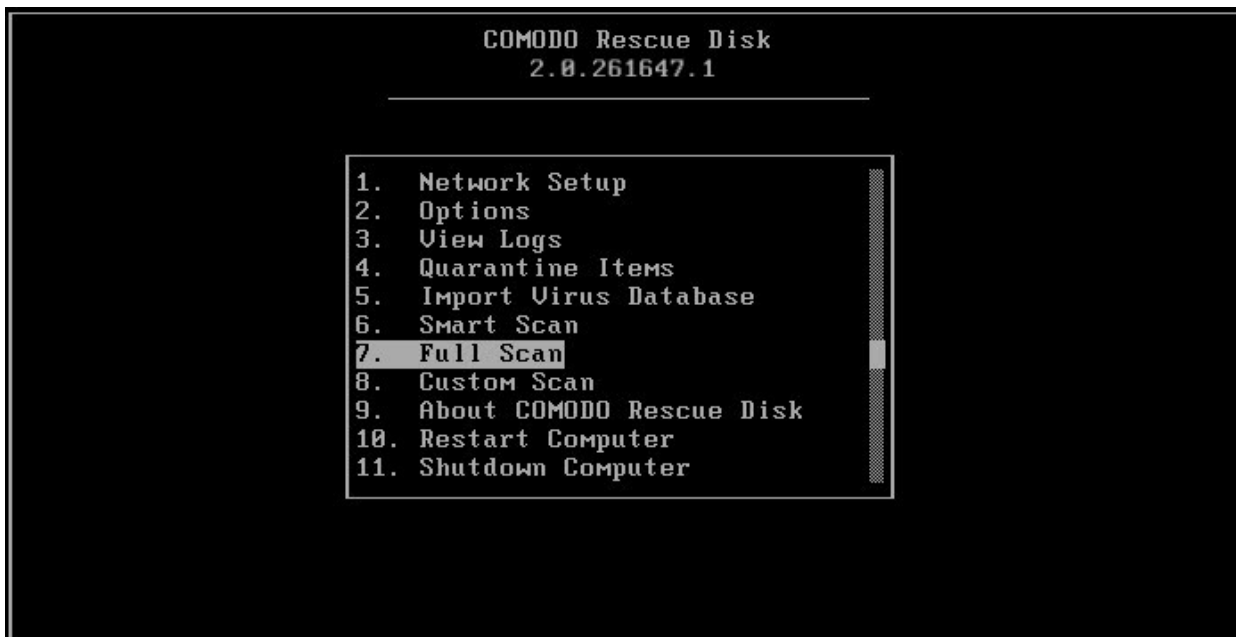 COMODO Rescue Disk
2.0.261647.1
1. Network Setup
2. Options
3. View Logs
4. Quarantine Items
5. Import Virus Database
6. Smart Scan
7. Full Scan
8. Custom Scan
9. About COMODO Rescue Disk
10. Restart Computer
11. Shutdown Computer